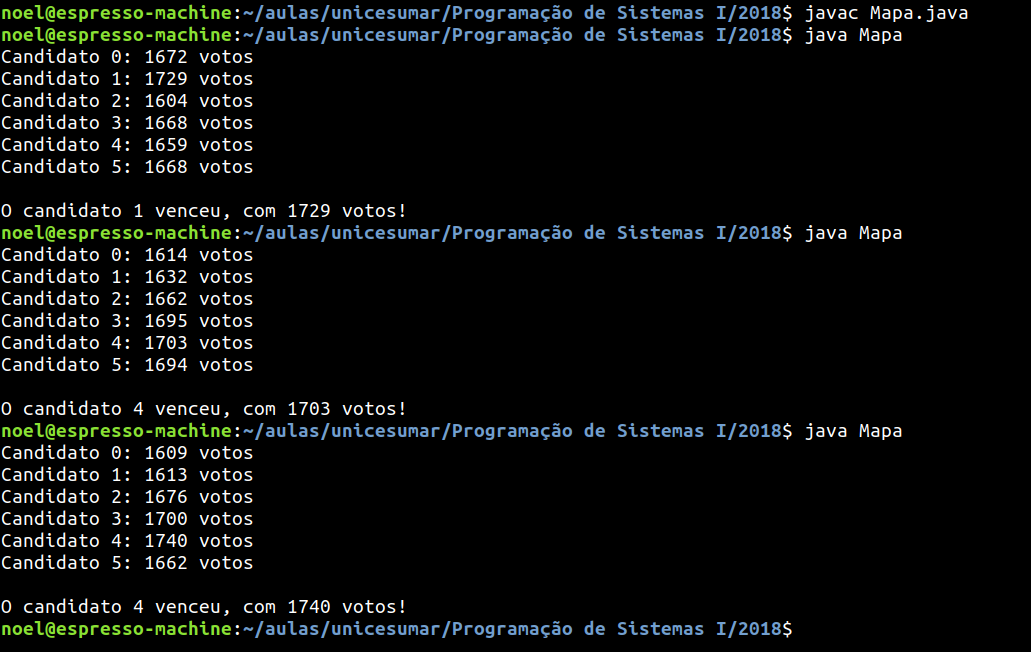 noel@espresso-machine:~/aulas/unicesumar/Programação de Sistemas I/2018$ javac Mapa.java
noel@espresso-machine:~/aulas/unicesumar/Programação de Sistemas I/2018$ java Mapa
Candidato 0: 1672 votos
Candidato 1: 1729 votos
Candidato 2: 1604 votos
Candidato 3: 1668 votos
Candidato 4: 1659 votos
Candidato 5: 1668 votos
O candidato 1 venceu, com 1729 votos!
noel@espresso-machine:~/aulas/unicesumar/Programação de Sistemas I/2018$ java Mapa
Candidato 0: 1614 votos
Candidato 1: 1632 votos
Candidato 2: 1662 votos
Candidato 3: 1695 votos
Candidato 4: 1703 votos
Candidato 5: 1694 votos
O candidato 4 venceu, com 1703 votos!
noel@espresso-machine:~/aulas/unicesumar/Programação de Sistemas I/2018$ java Mapa
Candidato 0: 1609 votos
Candidato 1: 1613 votos
Candidato 2: 1676 votos
Candidato 3: 1700 votos
Candidato 4: 1740 votos
Candidato 5: 1662 votos
O candidato 4 venceu, com 1740 votos!
noel@espresso-machine:~/aulas/unicesumar/Programação de Sistemas I/2018$